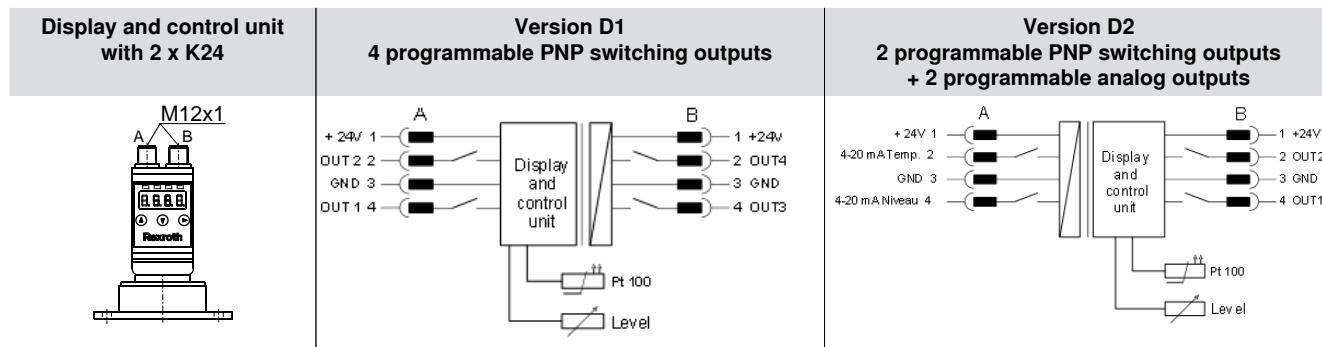 Display and control unit
with 2 x K24
Version D1
4 programmable PNP switching outputs
Version D2
2 programmable PNP switching outputs
+ 2 programmable analog outputs
M12x1
A B
8.8.8.8.
Rexroth
A B
+ 24V 1
OUT 2 2
GND 3
OUT 1 4
Display
and
control
unit
1 +24V
2 OUT4
3 GND
4 OUT3
Pt 100
Level
A B
+ 24V 1
4-20 mA Temp. 2
GND 3
4-20 mA Niveau 4
Display
and
control
unit
1 +24V
2 OUT2
3 GND
4 OUT1
Pt 100
Level